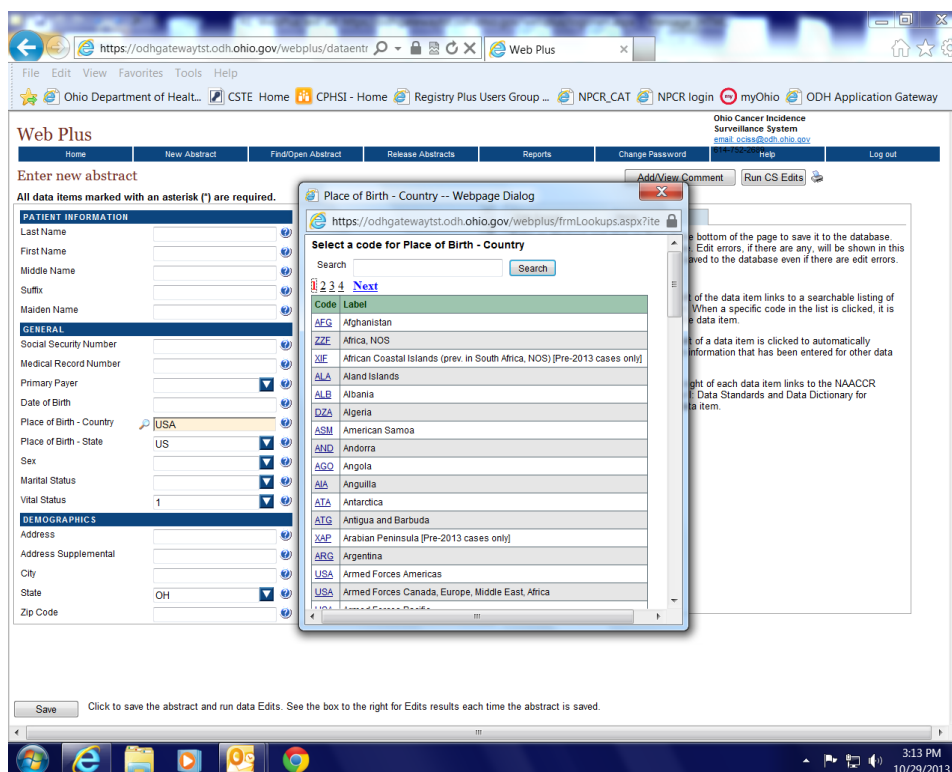 https://odhgatewaytst.odh.ohio.gov/webplus/dataentr
Web Plus
File Edit View Favorites Tools Help
Ohio Department of Healt... CSTE Home CPHSI - Home Registry Plus Users Group ... NPCR_CAT NPCR login myOhio ODH Application Gateway
Web Plus
Ohio Cancer Incidence
Surveillance System
email: ociss@odh.ohio.gov
Home New Abstract Find/Open Abstract Release Abstracts Reports Change Password Help Log out
Enter new abstract
Add/View Comment Run CS Edits
All data items marked with an asterisk (*) are required.
PATIENT INFORMATION
Last Name
First Name
Middle Name
Suffix
Maiden Name
GENERAL
Social Security Number
Medical Record Number
Primary Payer
Date of Birth
Place of Birth - Country USA
Place of Birth - State US
Sex
Marital Status
Vital Status 1
DEMOGRAPHICS
Address
Address Supplemental
City
State OH
Zip Code
Place of Birth - Country -- Webpage Dialog
https://odhgatewaytst.odh.ohio.gov/webplus/frmLookups.aspx?ite
Select a code for Place of Birth - Country
Search Search
1 2 3 4 Next
Code Label
AFG Afghanistan
ZZF Africa, NOS
XIF African Coastal Islands (prev. in South Africa, NOS) [Pre-2013 cases only]
ALA Aland Islands
ALB Albania
DZA Algeria
ASM American Samoa
AND Andorra
AGO Angola
AIA Anguilla
ATA Antarctica
ATG Antigua and Barbuda
XAP Arabian Peninsula [Pre-2013 cases only]
ARG Argentina
USA Armed Forces Americas
USA Armed Forces Canada, Europe, Middle East, Africa
USA Armed Forces Pacific
bottom of the page to save it to the database.
Edit errors, if there are any, will be shown in this
saved to the database even if there are edit errors.
of the data item links to a searchable listing of
When a specific code in the list is clicked, it is
data item.
of a data item is clicked to automatically
information that has been entered for other data
ght of each data item links to the NAACCR
Data Standards and Data Dictionary for
item.
Save Click to save the abstract and run data Edits. See the box to the right for Edits results each time the abstract is saved.
3:13 PM
10/29/2013